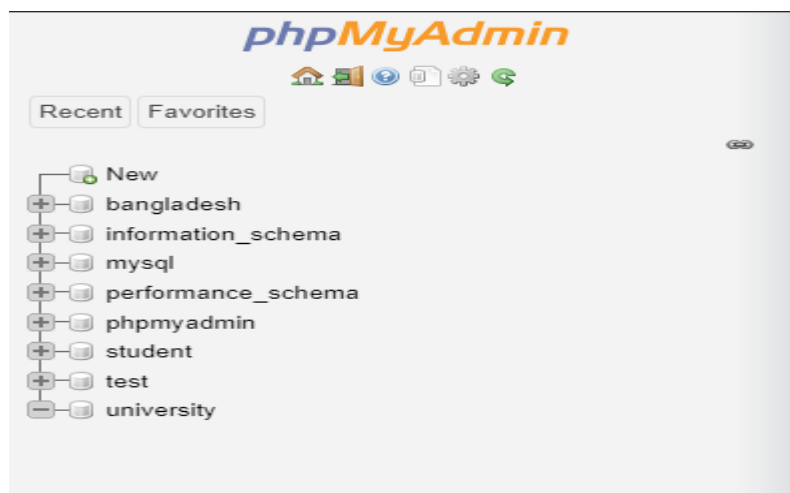 phpMyAdmin
Recent Favorites
New
bangladesh
information_schema
mysql
performance_schema
phpmyadmin
student
test
university